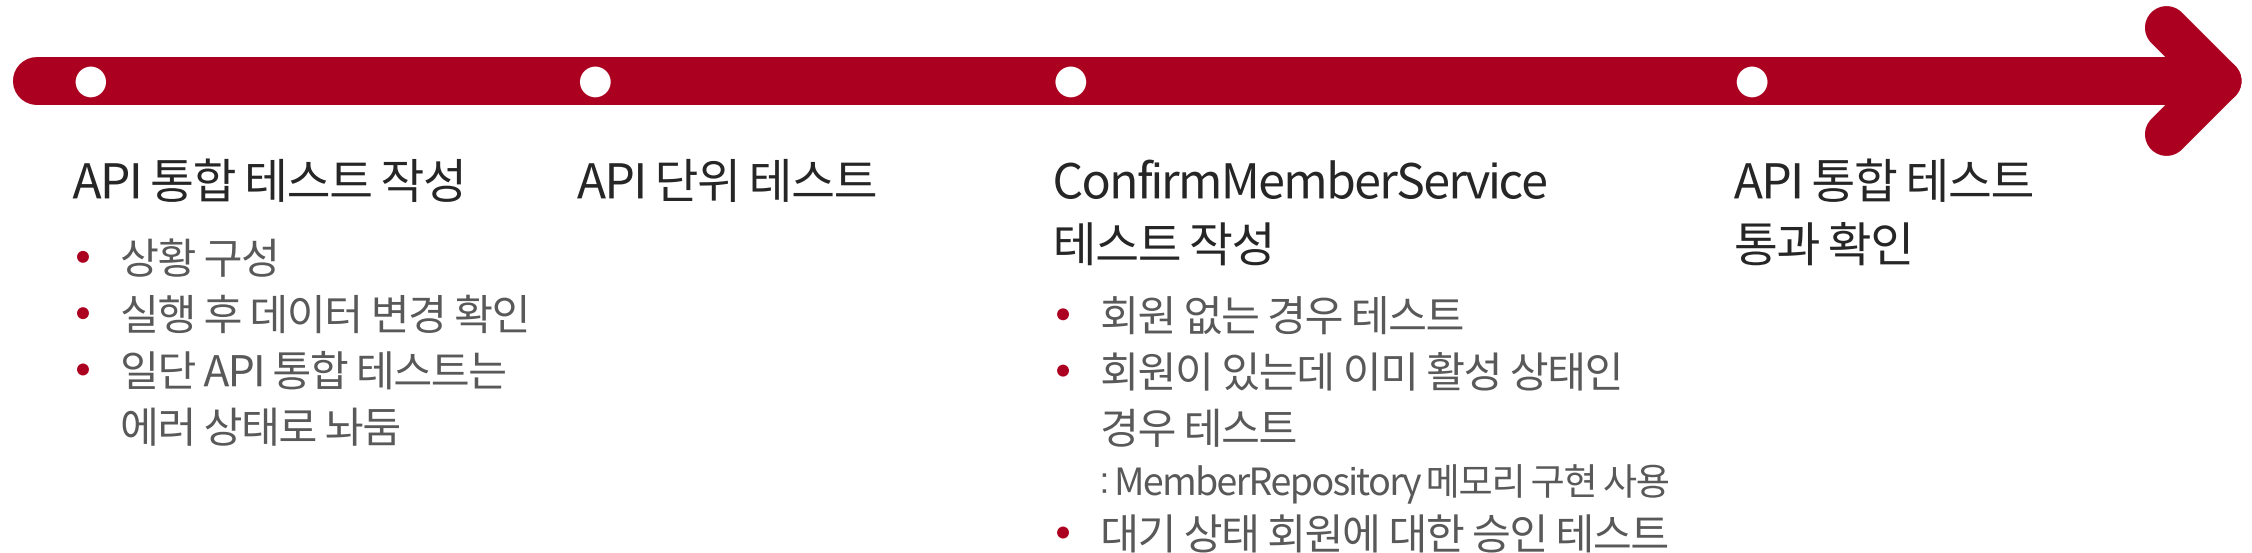 API 통합 테스트 작성
• 상황 구성
• 실행 후 데이터 변경 확인
• 일단 API 통합 테스트는
에러 상태로 놔둠
API 단위 테스트
ConfirmMemberService
테스트 작성
• 회원 없는 경우 테스트
• 회원이 있는데 이미 활성 상태인
경우 테스트
: MemberRepository 메모리 구현 사용
• 대기 상태 회원에 대한 승인 테스트
API 통합 테스트
통과 확인